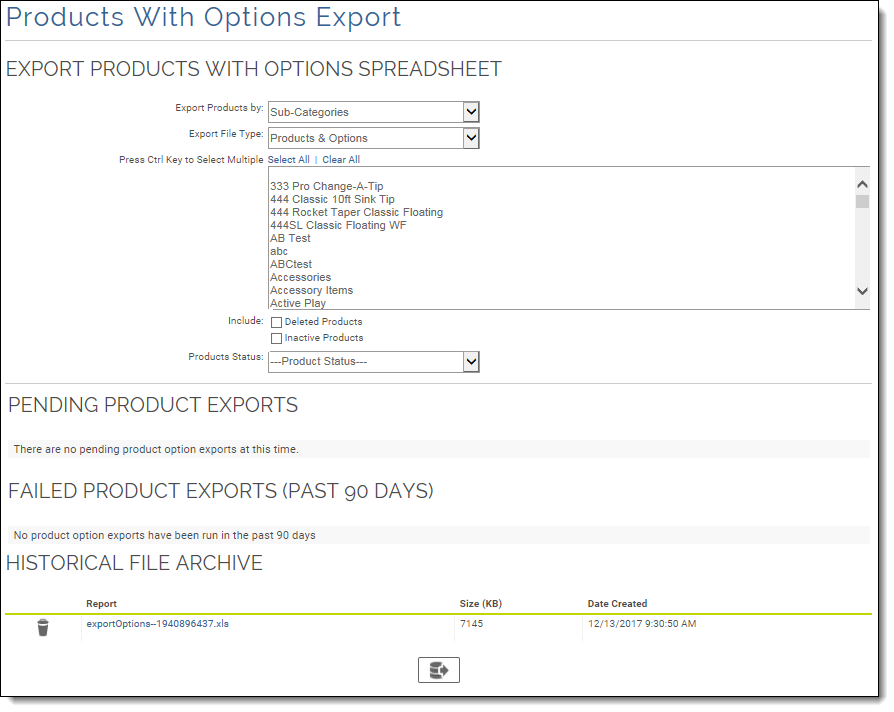 Products With Options Export
EXPORT PRODUCTS WITH OPTIONS SPREADSHEET
Export Products by: Sub-Categories
Export File Type: Products & Options
Press Ctrl Key to Select Multiple Select All | Clear All
333 Pro Change-A-Tip
444 Classic 10ft Sink Tip
444 Rocket Taper Classic Floating
444SL Classic Floating WF
AB Test
abc
ABCtest
Accessories
Accessory Items
Active Play
Include: Deleted Products
Inactive Products
Products Status: ---Product Status---
PENDING PRODUCT EXPORTS
There are no pending product option exports at this time.
FAILED PRODUCT EXPORTS (PAST 90 DAYS)
No product option exports have been run in the past 90 days
HISTORICAL FILE ARCHIVE
Report Size (KB) Date Created
exportOptions--1940896437.xls 7145 12/13/2017 9:30:50 AM